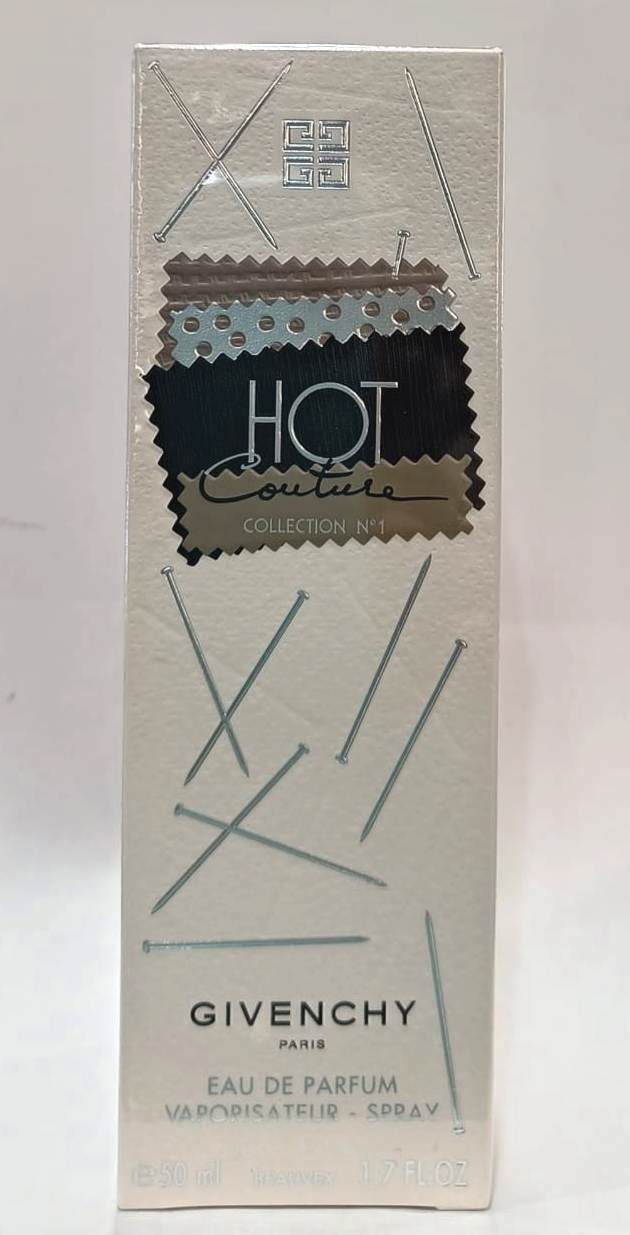 HOT
Couture
COLLECTION N°1
GIVENCHY
PARIS
EAU DE PARFUM
VAPORISATEUR - SPRAY
℮50 ml 1.7 FL.OZ